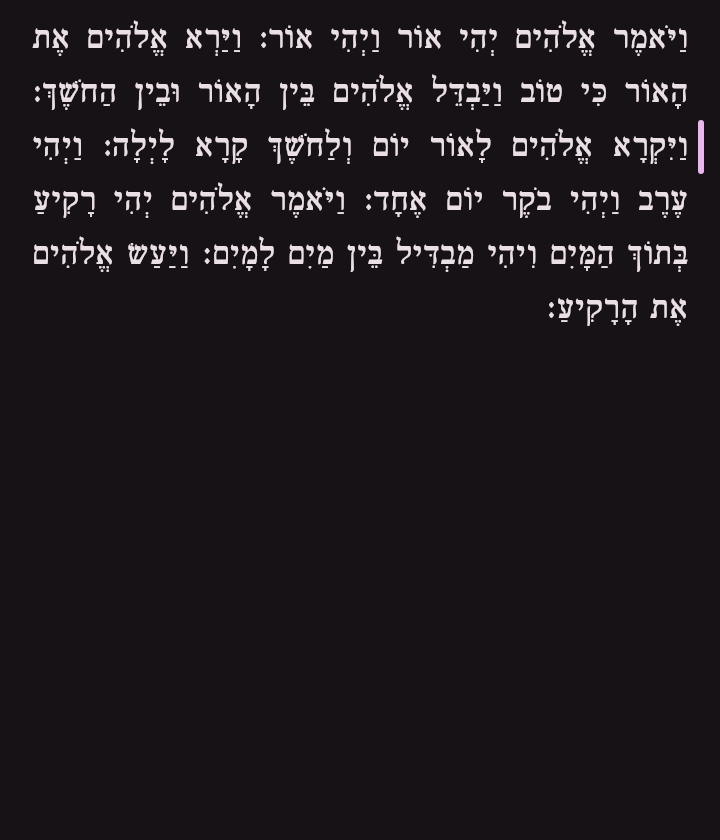 וַיֹּאמֶר אֱלֹהִים יְהִי אוֹר וַיְהִי אוֹר׃ וַיַּרְא אֱלֹהִים אֶת
הָאוֹר כִּי טוֹב וַיַּבְדֵּל אֱלֹהִים בֵּין הָאוֹר וּבֵין הַחֹשֶׁךְ׃
וַיִּקְרָא אֱלֹהִים לָאוֹר יוֹם וְלַחֹשֶׁךְ קָרָא לָיְלָה׃ וַיְהִי
עֶרֶב וַיְהִי בֹקֶר יוֹם אֶחָד׃ וַיֹּאמֶר אֱלֹהִים יְהִי רָקִיעַ
בְּתוֹךְ הַמָּיִם וִיהִי מַבְדִּיל בֵּין מַיִם לָמָיִם׃ וַיַּעַשׂ אֱלֹהִים
אֶת הָרָקִיעַ׃